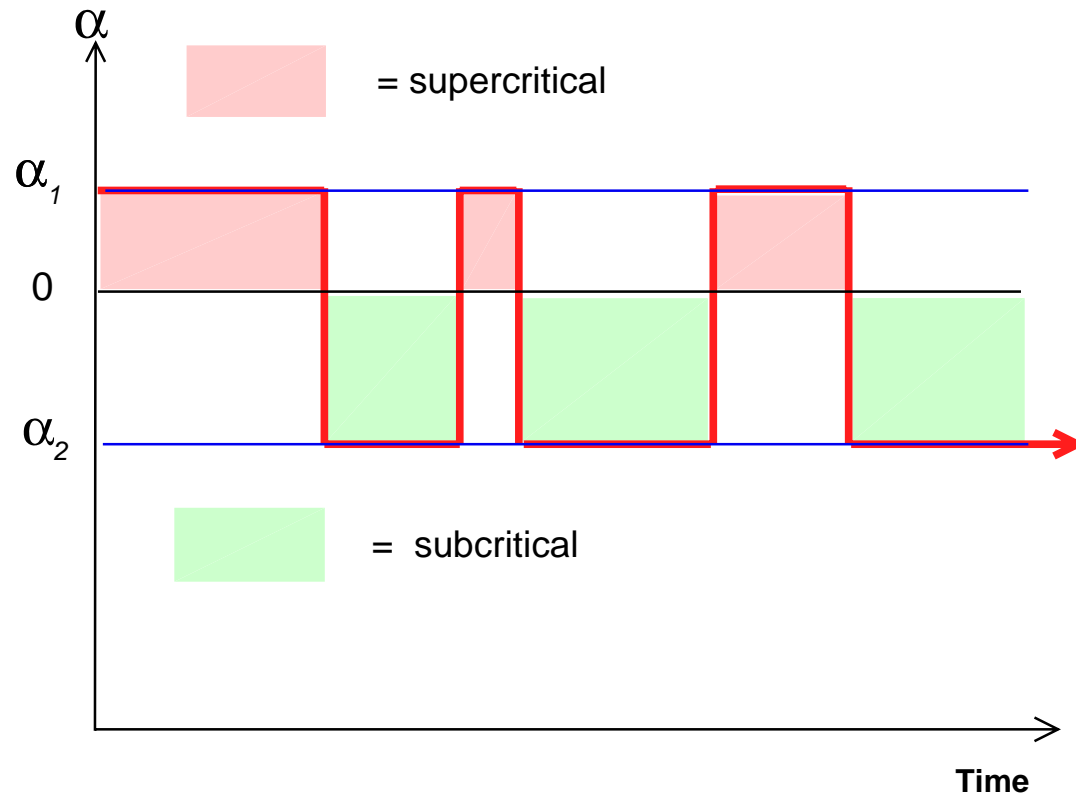 α
= supercritical
α1
0
α2
= subcritical
Time